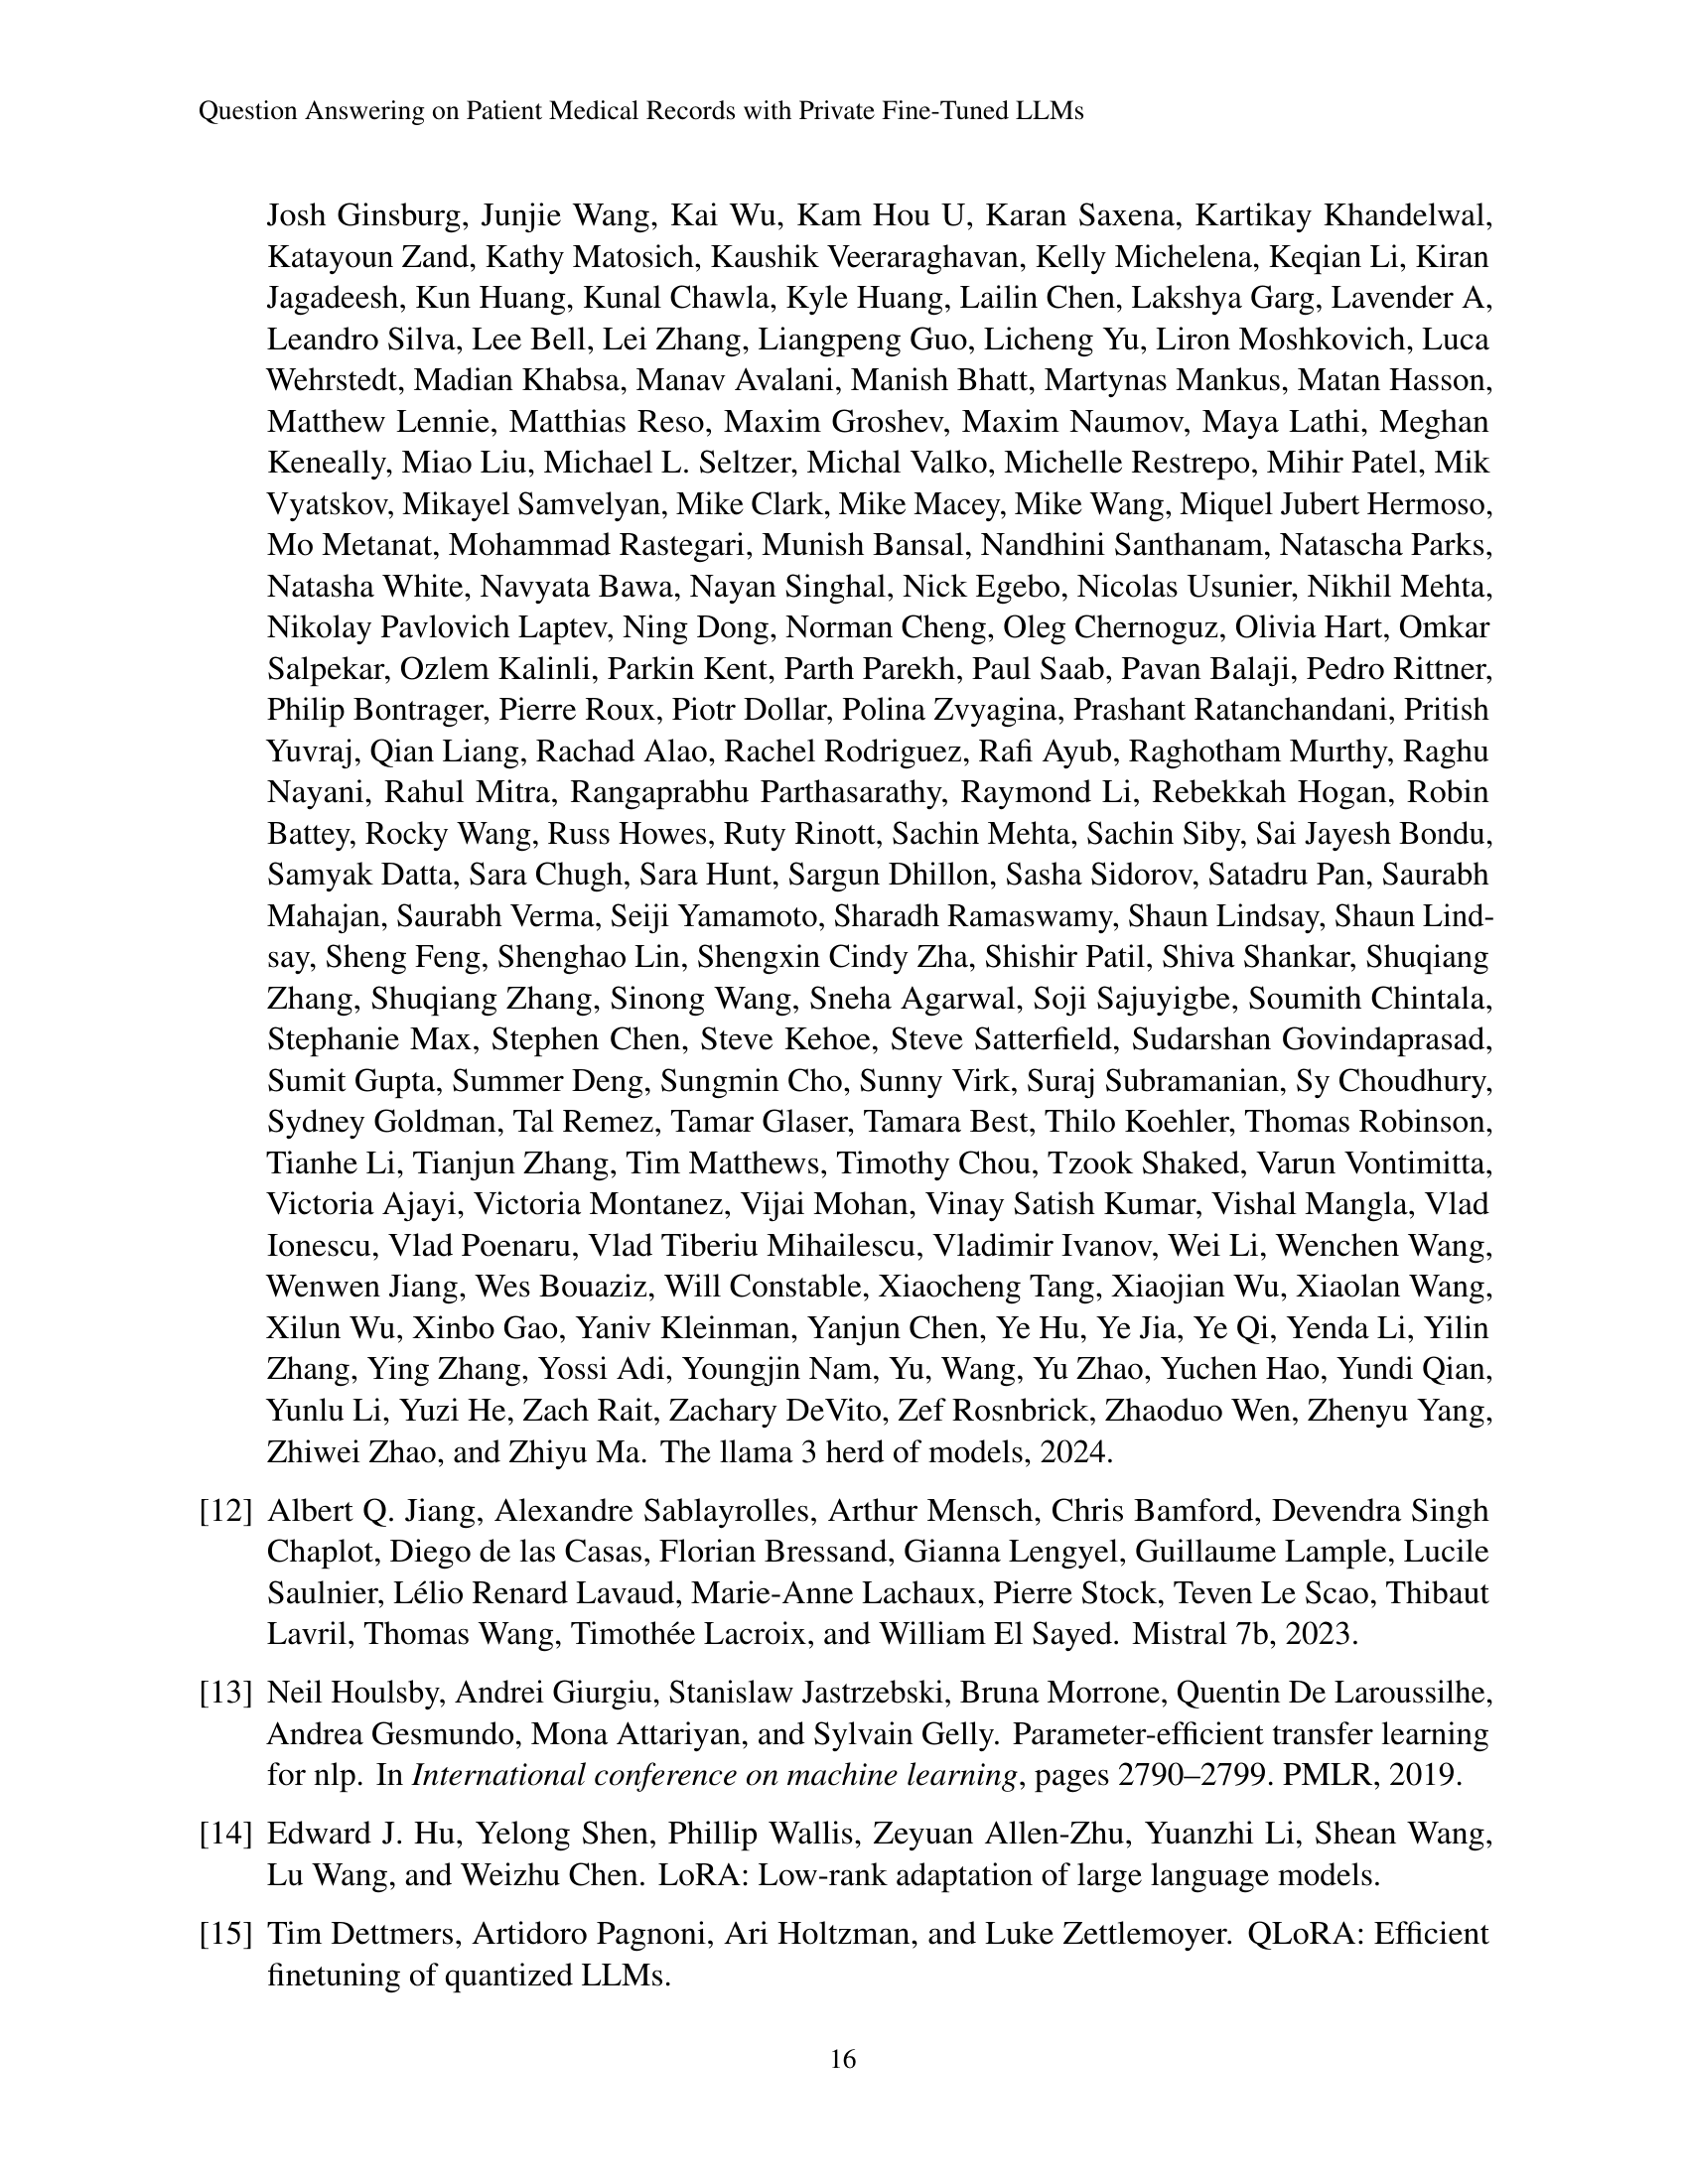 Question Answering on Patient Medical Records with Private Fine-Tuned LLMs
Josh Ginsburg, Junjie Wang, Kai Wu, Kam Hou U, Karan Saxena, Kartikay Khandelwal,
Katayoun Zand, Kathy Matosich, Kaushik Veeraraghavan, Kelly Michelena, Keqian Li, Kiran
Jagadeesh, Kun Huang, Kunal Chawla, Kyle Huang, Lailin Chen, Lakshya Garg, Lavender A,
Leandro Silva, Lee Bell, Lei Zhang, Liangpeng Guo, Licheng Yu, Liron Moshkovich, Luca
Wehrstedt, Madian Khabsa, Manav Avalani, Manish Bhatt, Martynas Mankus, Matan Hasson,
Matthew Lennie, Matthias Reso, Maxim Groshev, Maxim Naumov, Maya Lathi, Meghan
Keneally, Miao Liu, Michael L. Seltzer, Michal Valko, Michelle Restrepo, Mihir Patel, Mik
Vyatskov, Mikayel Samvelyan, Mike Clark, Mike Macey, Mike Wang, Miquel Jubert Hermoso,
Mo Metanat, Mohammad Rastegari, Munish Bansal, Nandhini Santhanam, Natascha Parks,
Natasha White, Navyata Bawa, Nayan Singhal, Nick Egebo, Nicolas Usunier, Nikhil Mehta,
Nikolay Pavlovich Laptev, Ning Dong, Norman Cheng, Oleg Chernoguz, Olivia Hart, Omkar
Salpekar, Ozlem Kalinli, Parkin Kent, Parth Parekh, Paul Saab, Pavan Balaji, Pedro Rittner,
Philip Bontrager, Pierre Roux, Piotr Dollar, Polina Zvyagina, Prashant Ratanchandani, Pritish
Yuvraj, Qian Liang, Rachad Alao, Rachel Rodriguez, Rafi Ayub, Raghotham Murthy, Raghu
Nayani, Rahul Mitra, Rangaprabhu Parthasarathy, Raymond Li, Rebekkah Hogan, Robin
Battey, Rocky Wang, Russ Howes, Ruty Rinott, Sachin Mehta, Sachin Siby, Sai Jayesh Bondu,
Samyak Datta, Sara Chugh, Sara Hunt, Sargun Dhillon, Sasha Sidorov, Satadru Pan, Saurabh
Mahajan, Saurabh Verma, Seiji Yamamoto, Sharadh Ramaswamy, Shaun Lindsay, Shaun Lind-
say, Sheng Feng, Shenghao Lin, Shengxin Cindy Zha, Shishir Patil, Shiva Shankar, Shuqiang
Zhang, Shuqiang Zhang, Sinong Wang, Sneha Agarwal, Soji Sajuyigbe, Soumith Chintala,
Stephanie Max, Stephen Chen, Steve Kehoe, Steve Satterfield, Sudarshan Govindaprasad,
Sumit Gupta, Summer Deng, Sungmin Cho, Sunny Virk, Suraj Subramanian, Sy Choudhury,
Sydney Goldman, Tal Remez, Tamar Glaser, Tamara Best, Thilo Koehler, Thomas Robinson,
Tianhe Li, Tianjun Zhang, Tim Matthews, Timothy Chou, Tzook Shaked, Varun Vontimitta,
Victoria Ajayi, Victoria Montanez, Vijai Mohan, Vinay Satish Kumar, Vishal Mangla, Vlad
Ionescu, Vlad Poenaru, Vlad Tiberiu Mihailescu, Vladimir Ivanov, Wei Li, Wenchen Wang,
Wenwen Jiang, Wes Bouaziz, Will Constable, Xiaocheng Tang, Xiaojian Wu, Xiaolan Wang,
Xilun Wu, Xinbo Gao, Yaniv Kleinman, Yanjun Chen, Ye Hu, Ye Jia, Ye Qi, Yenda Li, Yilin
Zhang, Ying Zhang, Yossi Adi, Youngjin Nam, Yu, Wang, Yu Zhao, Yuchen Hao, Yundi Qian,
Yunlu Li, Yuzi He, Zach Rait, Zachary DeVito, Zef Rosnbrick, Zhaoduo Wen, Zhenyu Yang,
Zhiwei Zhao, and Zhiyu Ma. The llama 3 herd of models, 2024.
[12] Albert Q. Jiang, Alexandre Sablayrolles, Arthur Mensch, Chris Bamford, Devendra Singh
Chaplot, Diego de las Casas, Florian Bressand, Gianna Lengyel, Guillaume Lample, Lucile
Saulnier, Lélio Renard Lavaud, Marie-Anne Lachaux, Pierre Stock, Teven Le Scao, Thibaut
Lavril, Thomas Wang, Timothée Lacroix, and William El Sayed. Mistral 7b, 2023.
[13] Neil Houlsby, Andrei Giurgiu, Stanislaw Jastrzebski, Bruna Morrone, Quentin De Laroussilhe,
Andrea Gesmundo, Mona Attariyan, and Sylvain Gelly. Parameter-efficient transfer learning
for nlp. In International conference on machine learning, pages 2790–2799. PMLR, 2019.
[14] Edward J. Hu, Yelong Shen, Phillip Wallis, Zeyuan Allen-Zhu, Yuanzhi Li, Shean Wang,
Lu Wang, and Weizhu Chen. LoRA: Low-rank adaptation of large language models.
[15] Tim Dettmers, Artidoro Pagnoni, Ari Holtzman, and Luke Zettlemoyer. QLoRA: Efficient
finetuning of quantized LLMs.
16